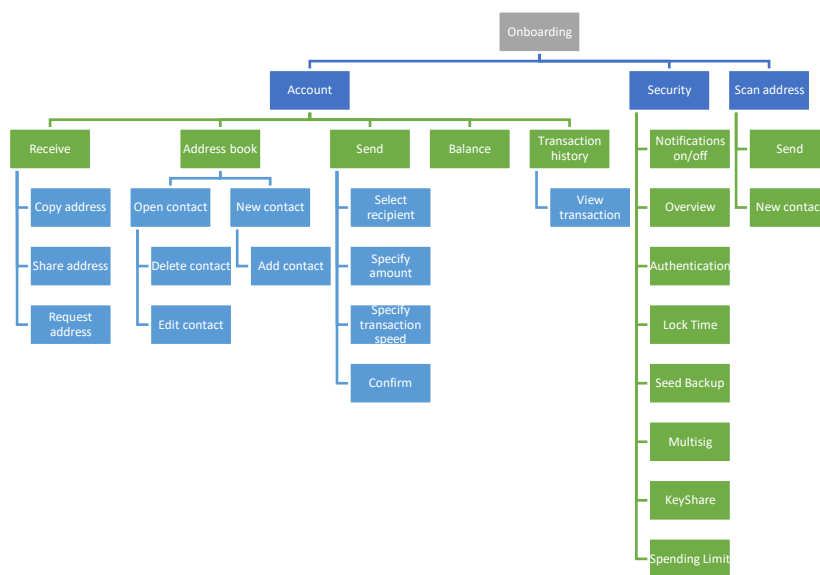 Onboarding
Account
Security
Scan address
Receive
Address book
Send
Balance
Transaction
history
Notifications
on/off
Send
Copy address
Open contact
New contact
Select
recipient
View
transaction
Overview
New contact
Share address
Delete contact
Add contact
Specify
amount
Authentication
Request
address
Edit contact
Specify
transaction
speed
Lock Time
Confirm
Seed Backup
Multisig
KeyShare
Spending Limit